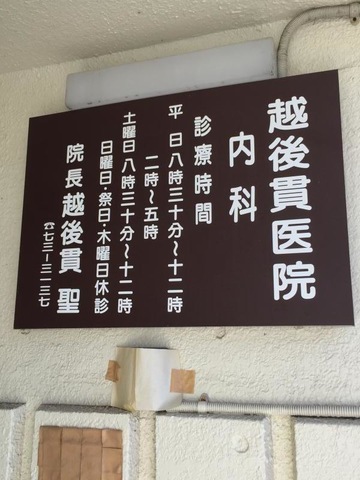 越後貫医院
内科
診療時間
平日八時三十分〜十二時
二時〜五時
土曜日八時三十分〜十二時
日曜日・祭日・木曜日休診
院長越後貫聖
☎七三ー三一三七